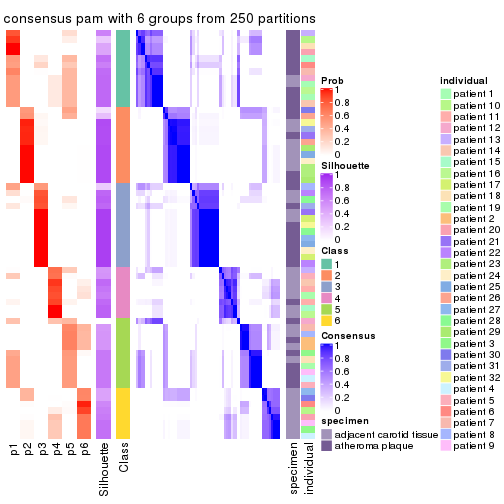 consensus pam with 6 groups from 250 partitions
p1
p2
p3
p4
p5
p6
Silhouette
Class
specimen
individual
Prob
1
0.8
0.6
0.4
0.2
0
Silhouette
1
0.8
0.6
0.4
0.2
0
Class
1
2
3
4
5
6
Consensus
1
0.8
0.6
0.4
0.2
0
specimen
adjacent carotid tissue
atheroma plaque
individual
patient 1
patient 10
patient 11
patient 12
patient 13
patient 14
patient 15
patient 16
patient 17
patient 18
patient 19
patient 2
patient 20
patient 21
patient 22
patient 23
patient 24
patient 25
patient 26
patient 27
patient 28
patient 29
patient 3
patient 30
patient 31
patient 32
patient 4
patient 5
patient 6
patient 7
patient 8
patient 9